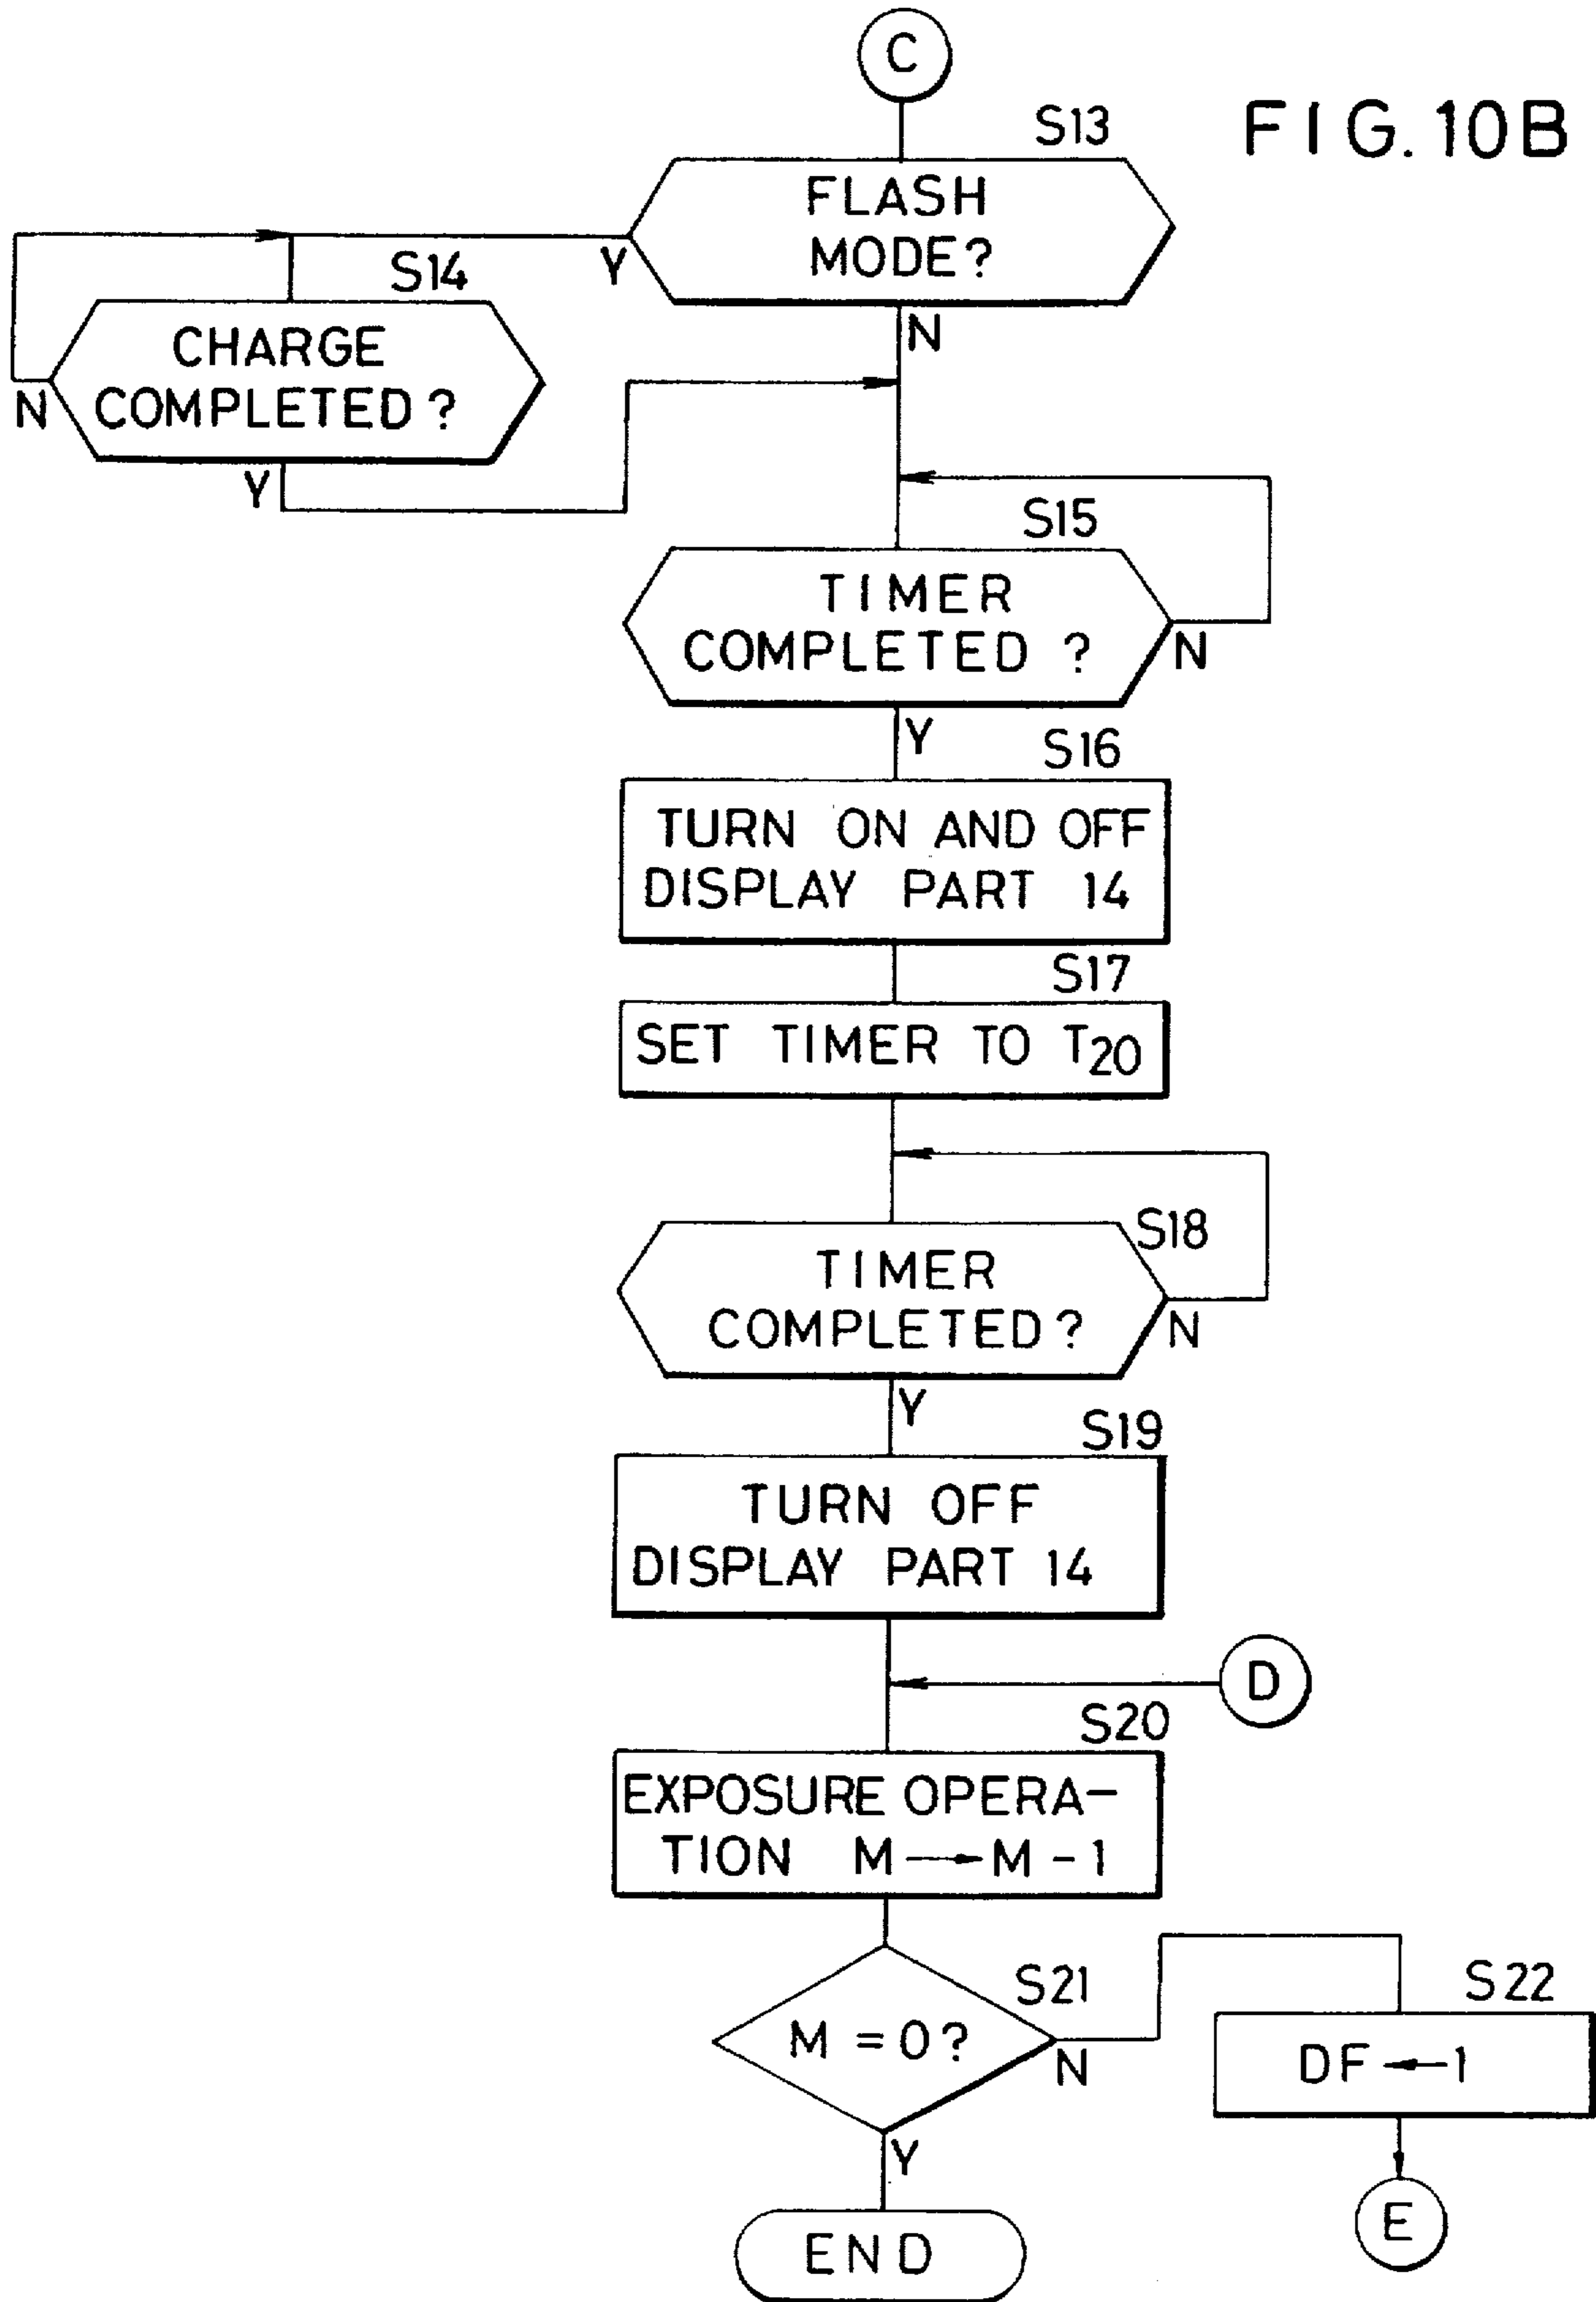 C
FIG. 10B
S13
FLASH
MODE?
Y
N
S14
CHARGE
COMPLETED?
N
Y
S15
TIMER
COMPLETED ?
N
Y
S16
TURN ON AND OFF
DISPLAY PART 14
S17
SET TIMER TO T20
S18
TIMER
COMPLETED?
N
Y
S19
TURN OFF
DISPLAY PART 14
D
S20
EXPOSURE OPERA-
TION M→M-1
S21
M=0?
N
Y
S22
DF←1
E
END